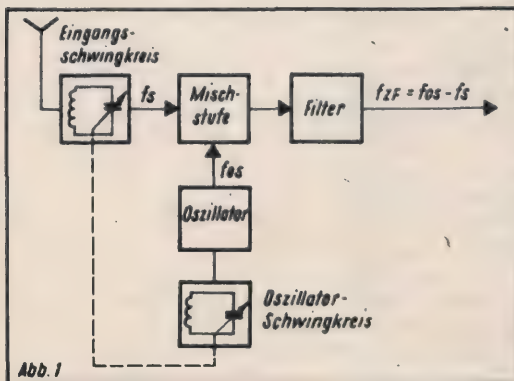 Eingangs-
schwingkreis
fs
Misch-
stufe
Filter
fZF = fos - fs
fos
Oszillator
Oszillator-
Schwingkreis
Abb. 1